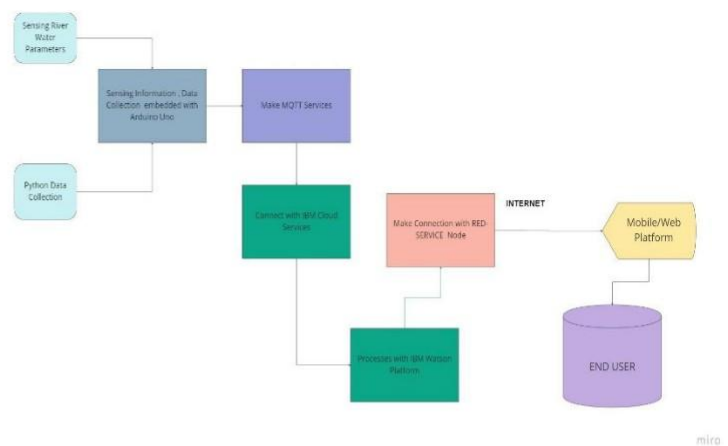 Sensing River
Water
Parameters
Sensing Information , Data
Collection embedded with
Arduino Uno
Make MQTT Services
Python Data
Collection
Connect with IBM Cloud
Services
Make Connection with RED-
SERVICE Node
INTERNET
Mobile/Web
Platform
Processes with IBM Watson
Platform
END USER
miro